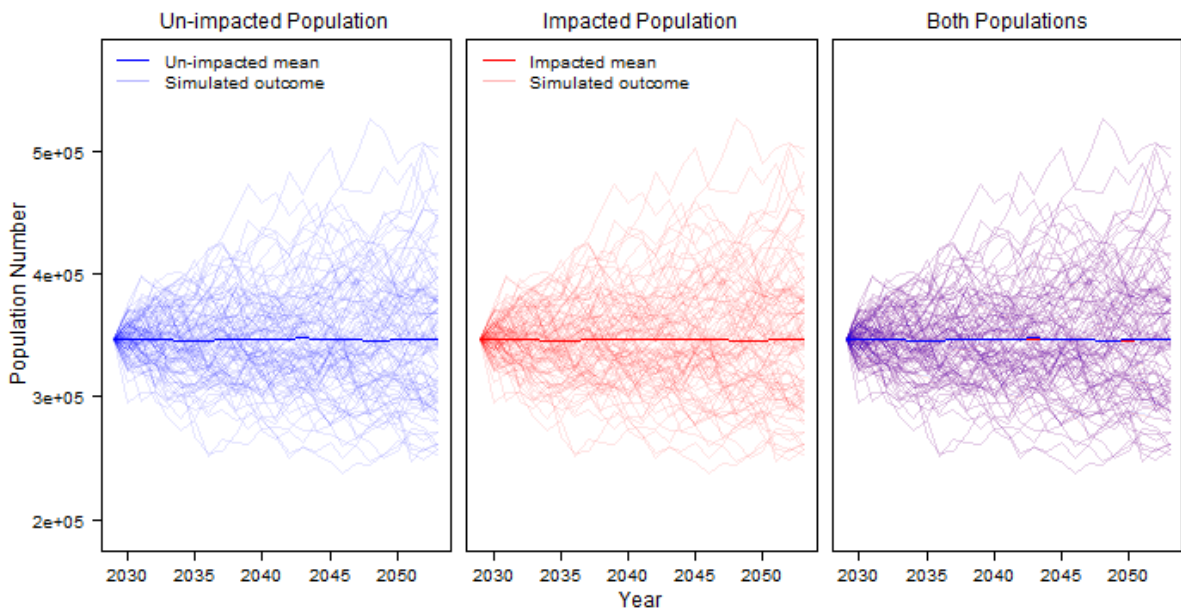 Un-impacted Population
Impacted Population
Both Populations
Un-impacted mean
Simulated outcome
Impacted mean
Simulated outcome
Population Number
5e+05
4e+05
3e+05
2e+05
2030 2035 2040 2045 2050
2030 2035 2040 2045 2050
2030 2035 2040 2045 2050
Year